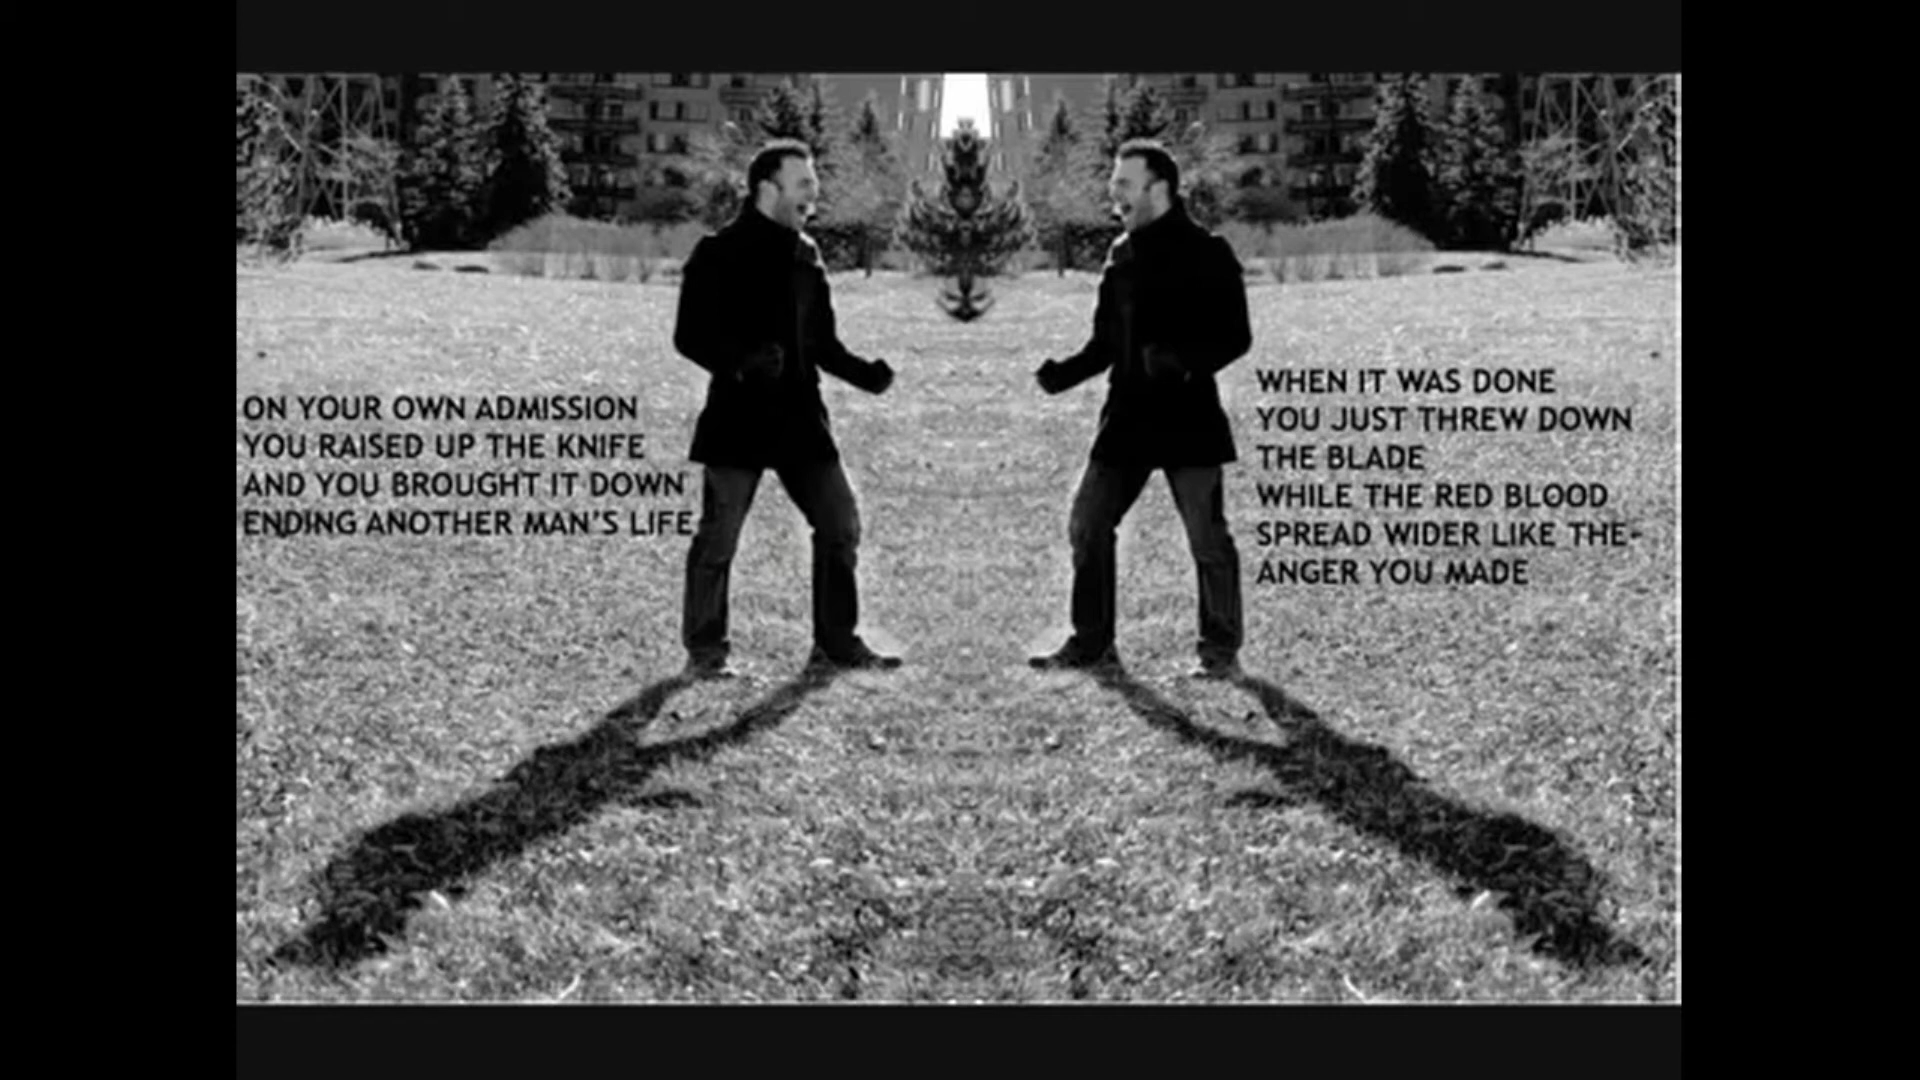 ON YOUR OWN ADMISSION
YOU RAISED UP THE KNIFE
AND YOU BROUGHT IT DOWN
ENDING ANOTHER MAN'S LIFE
WHEN IT WAS DONE
YOU JUST THREW DOWN
THE BLADE
WHILE THE RED BLOOD
SPREAD WIDER LIKE THE-
ANGER YOU MADE